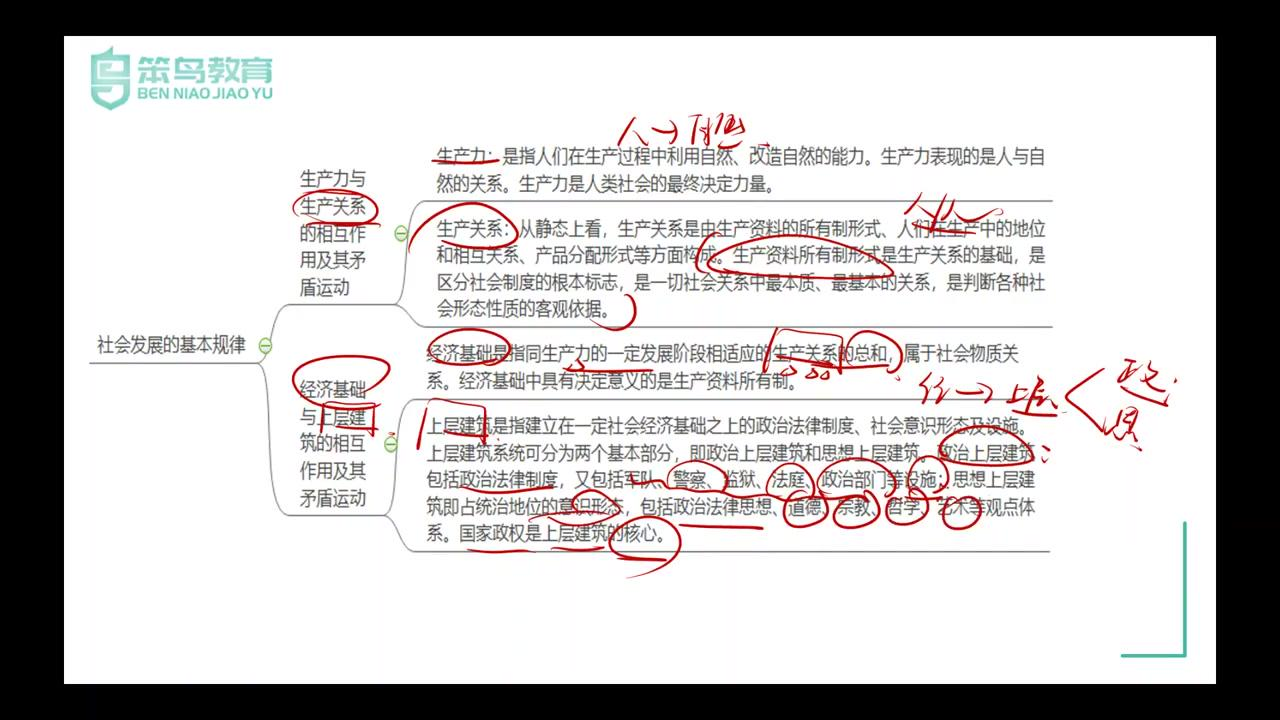 笨鸟教育
BEN NIAO JIAO YU
人→自然
生产力：是指人们在生产过程中利用自然、改造自然的能力。生产力表现的是人与自
然的关系。生产力是人类社会的最终决定力量。
生产力与
生产关系
的相互作
用及其矛
盾运动
人
生产关系：从静态上看，生产关系是由生产资料的所有制形式、人们在生产中的地位
和相互关系、产品分配形式等方面构成。生产资料所有制形式是生产关系的基础，是
区分社会制度的根本标志，是一切社会关系中最本质、最基本的关系，是判断各种社
会形态性质的客观依据。
社会发展的基本规律
经济基础是指同生产力的一定发展阶段相适应的生产关系的总和，属于社会物质关
系。经济基础中具有决定意义的是生产资料所有制。
经济基础
与上层建
筑的相互
作用及其
矛盾运动
→上层
上层建筑是指建立在一定社会经济基础之上的政治法律制度、社会意识形态及设施。
上层建筑系统可分为两个基本部分，即政治上层建筑和思想上层建筑。政治上层建筑
包括政治法律制度，又包括军队、警察、监狱、法庭、政治部门等设施；思想上层建
筑即占统治地位的意识形态，包括政治法律思想、道德、宗教、哲学、艺术等观点体
系。国家政权是上层建筑的核心。